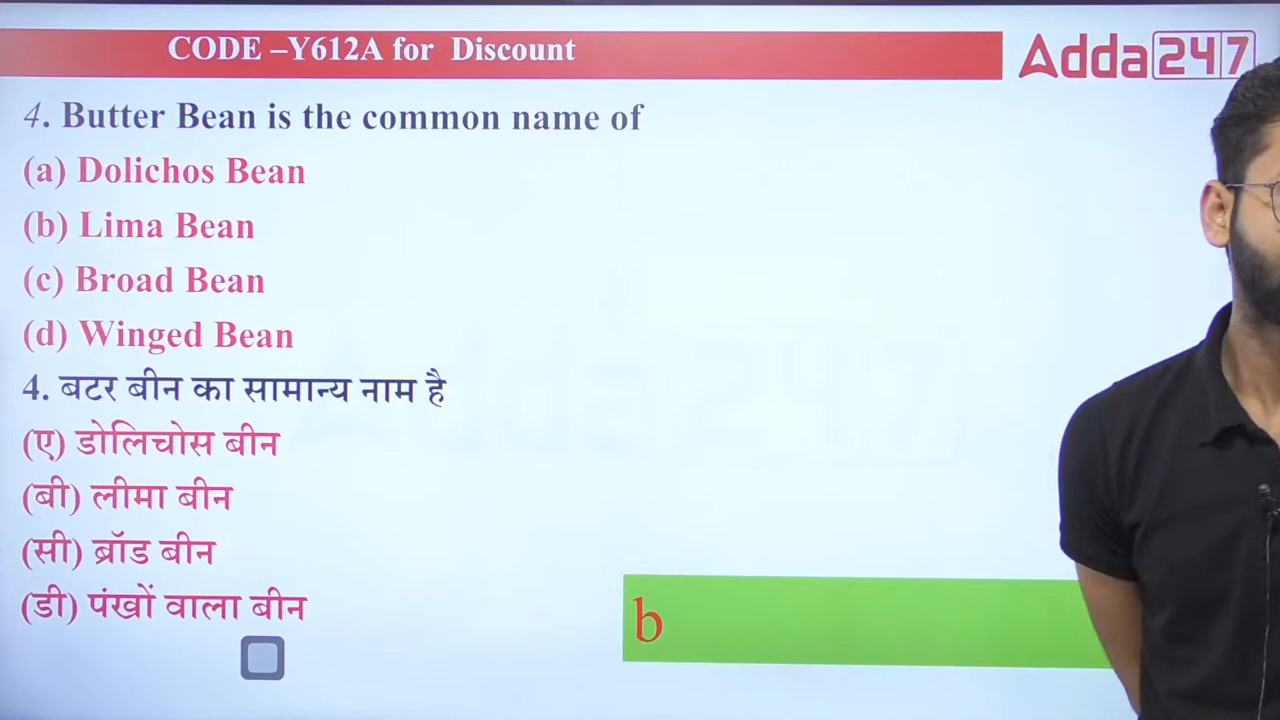 CODE –Y612A for Discount
Adda247
4. Butter Bean is the common name of
(a) Dolichos Bean
(b) Lima Bean
(c) Broad Bean
(d) Winged Bean
4. बटर बीन का सामान्य नाम है
(ए) डोलिचोस बीन
(बी) लीमा बीन
(सी) ब्रॉड बीन
(डी) पंखों वाला बीन
b